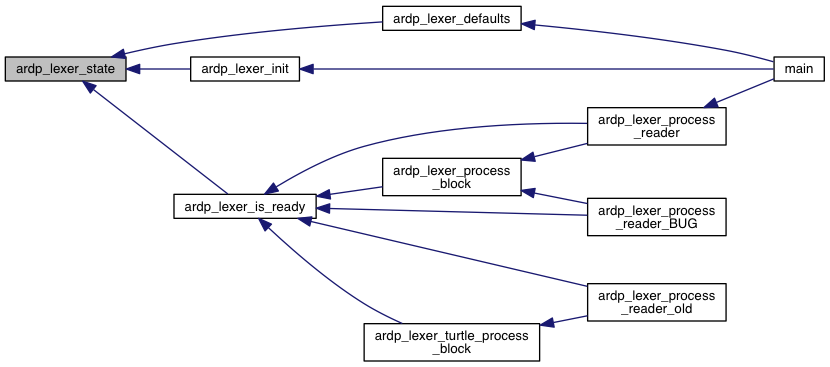 ardp_lexer_defaults
ardp_lexer_state
ardp_lexer_init
main
ardp_lexer_process
_reader
ardp_lexer_process
_block
ardp_lexer_is_ready
ardp_lexer_process
_reader_BUG
ardp_lexer_process
_reader_old
ardp_lexer_turtle_process
_block